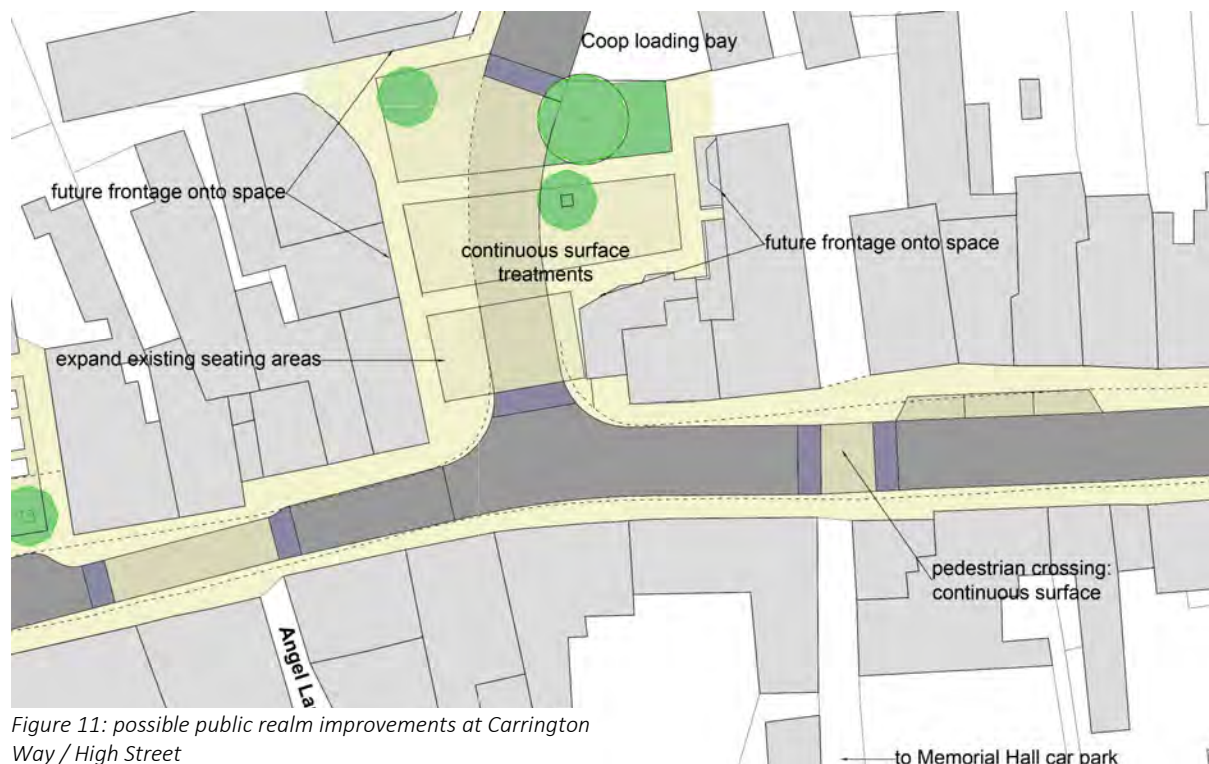 Coop loading bay
future frontage onto space
future frontage onto space
continuous surface
treatments
expand existing seating areas
pedestrian crossing:
continuous surface
Angel La
to Memorial Hall car park
Figure 11: possible public realm improvements at Carrington
Way / High Street